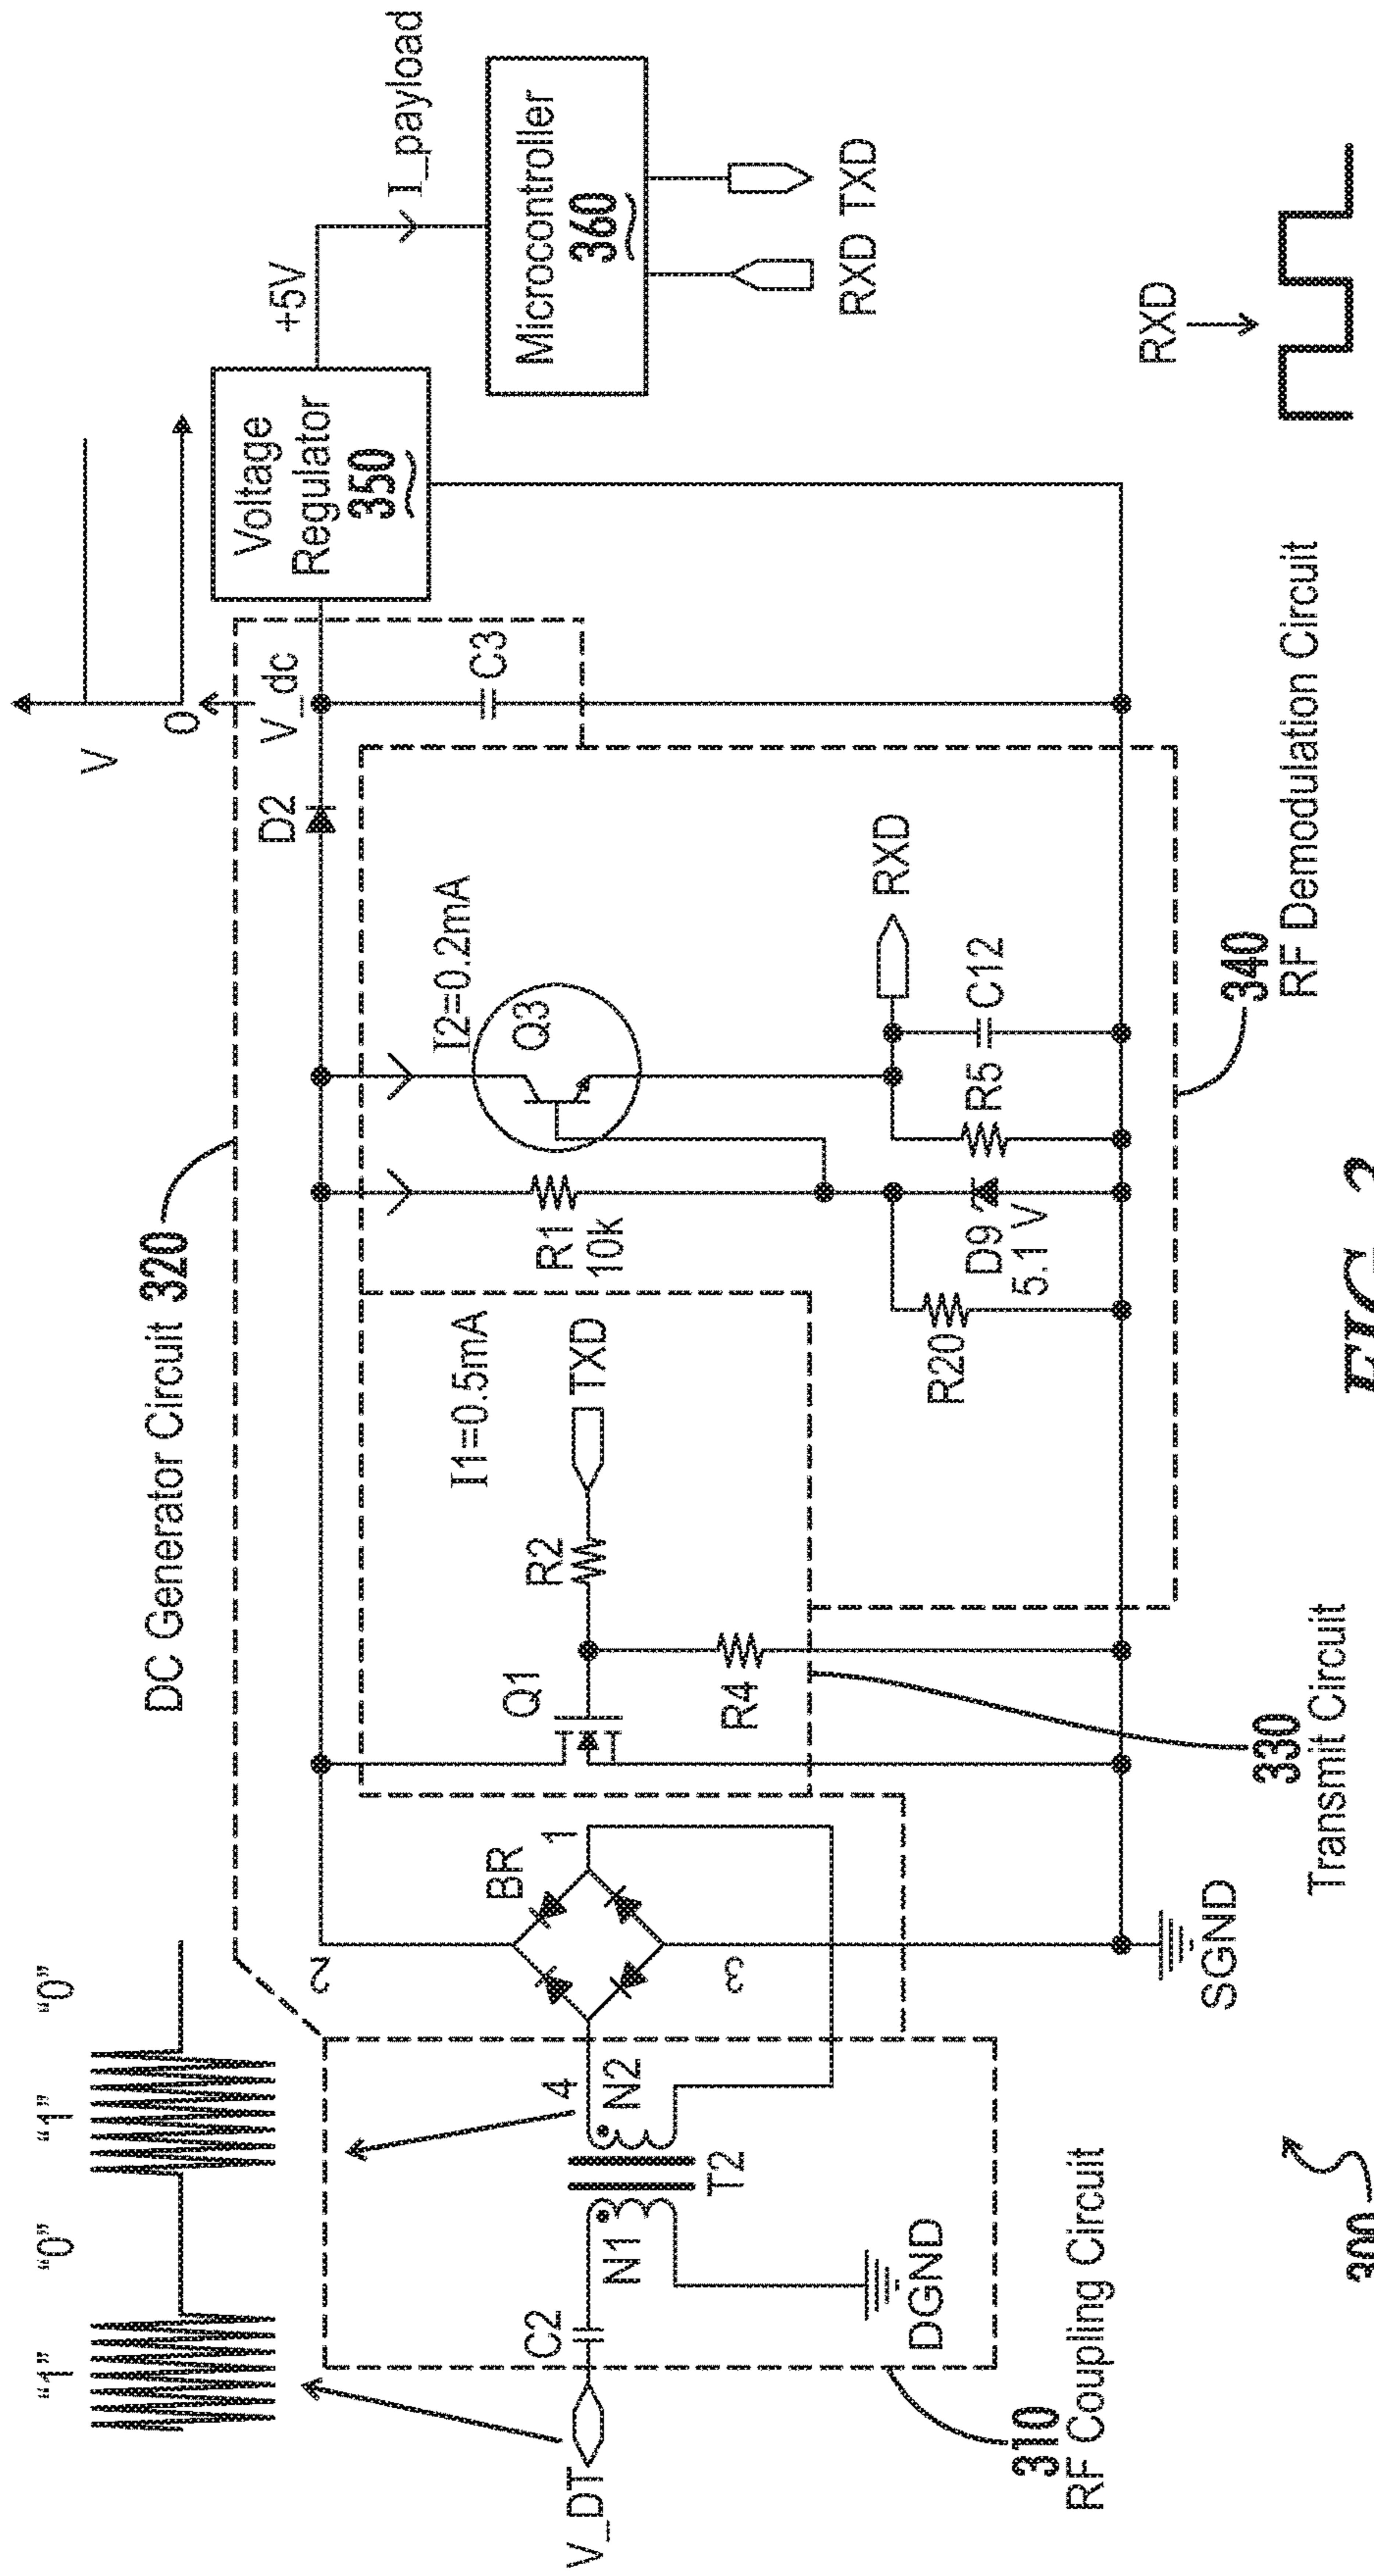 "1" "0" "1" "0"
V
0
DC Generator Circuit 320
V_dc
D2
+5V
I_payload
Voltage
Regulator
350
Microcontroller
360
RXD TXD
V_DT
C2
N1
N2
T2
4
DGND
310
RF Coupling Circuit
BR
1
2
3
SGND
Q1
R2
TXD
R4
I1=0.5mA
330
Transmit Circuit
R1
10k
I2=0.2mA
Q3
C3
RXD
R20
D9
5.1 V
R5
C12
340
RF Demodulation Circuit
RXD
300